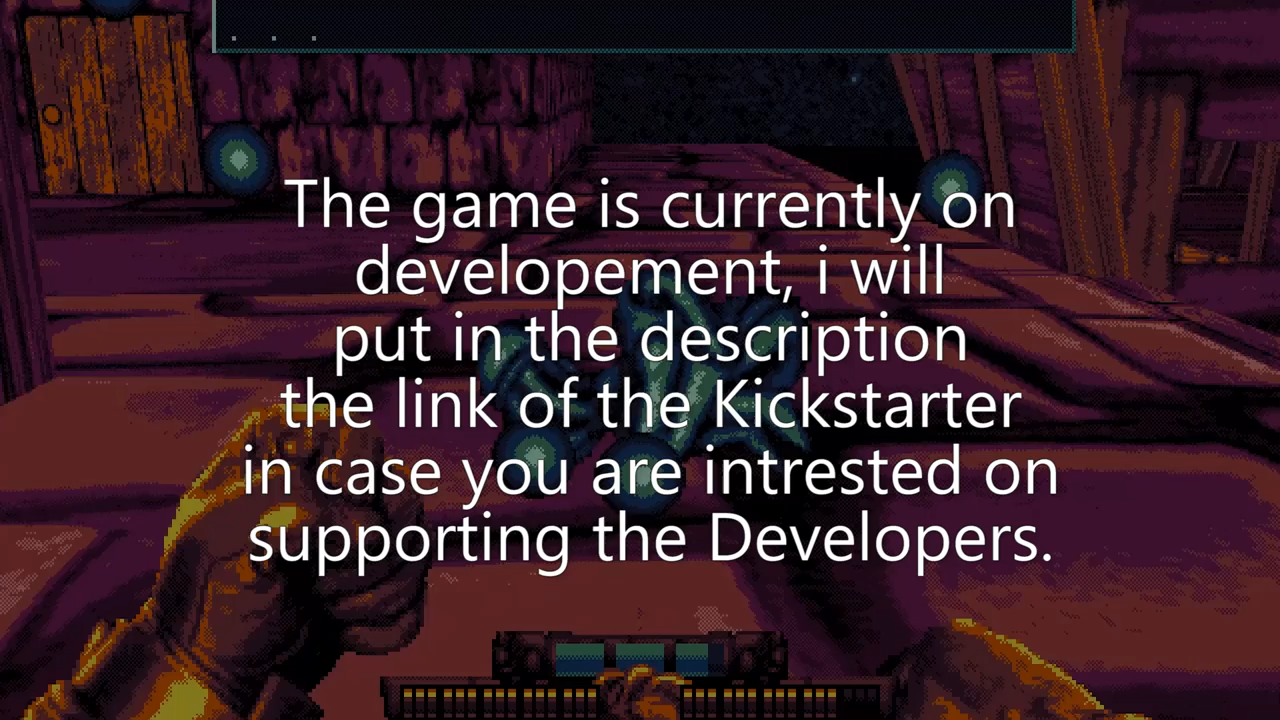 . . .
The game is currently on
developement, i will
put in the description
the link of the Kickstarter
in case you are intrested on
supporting the Developers.